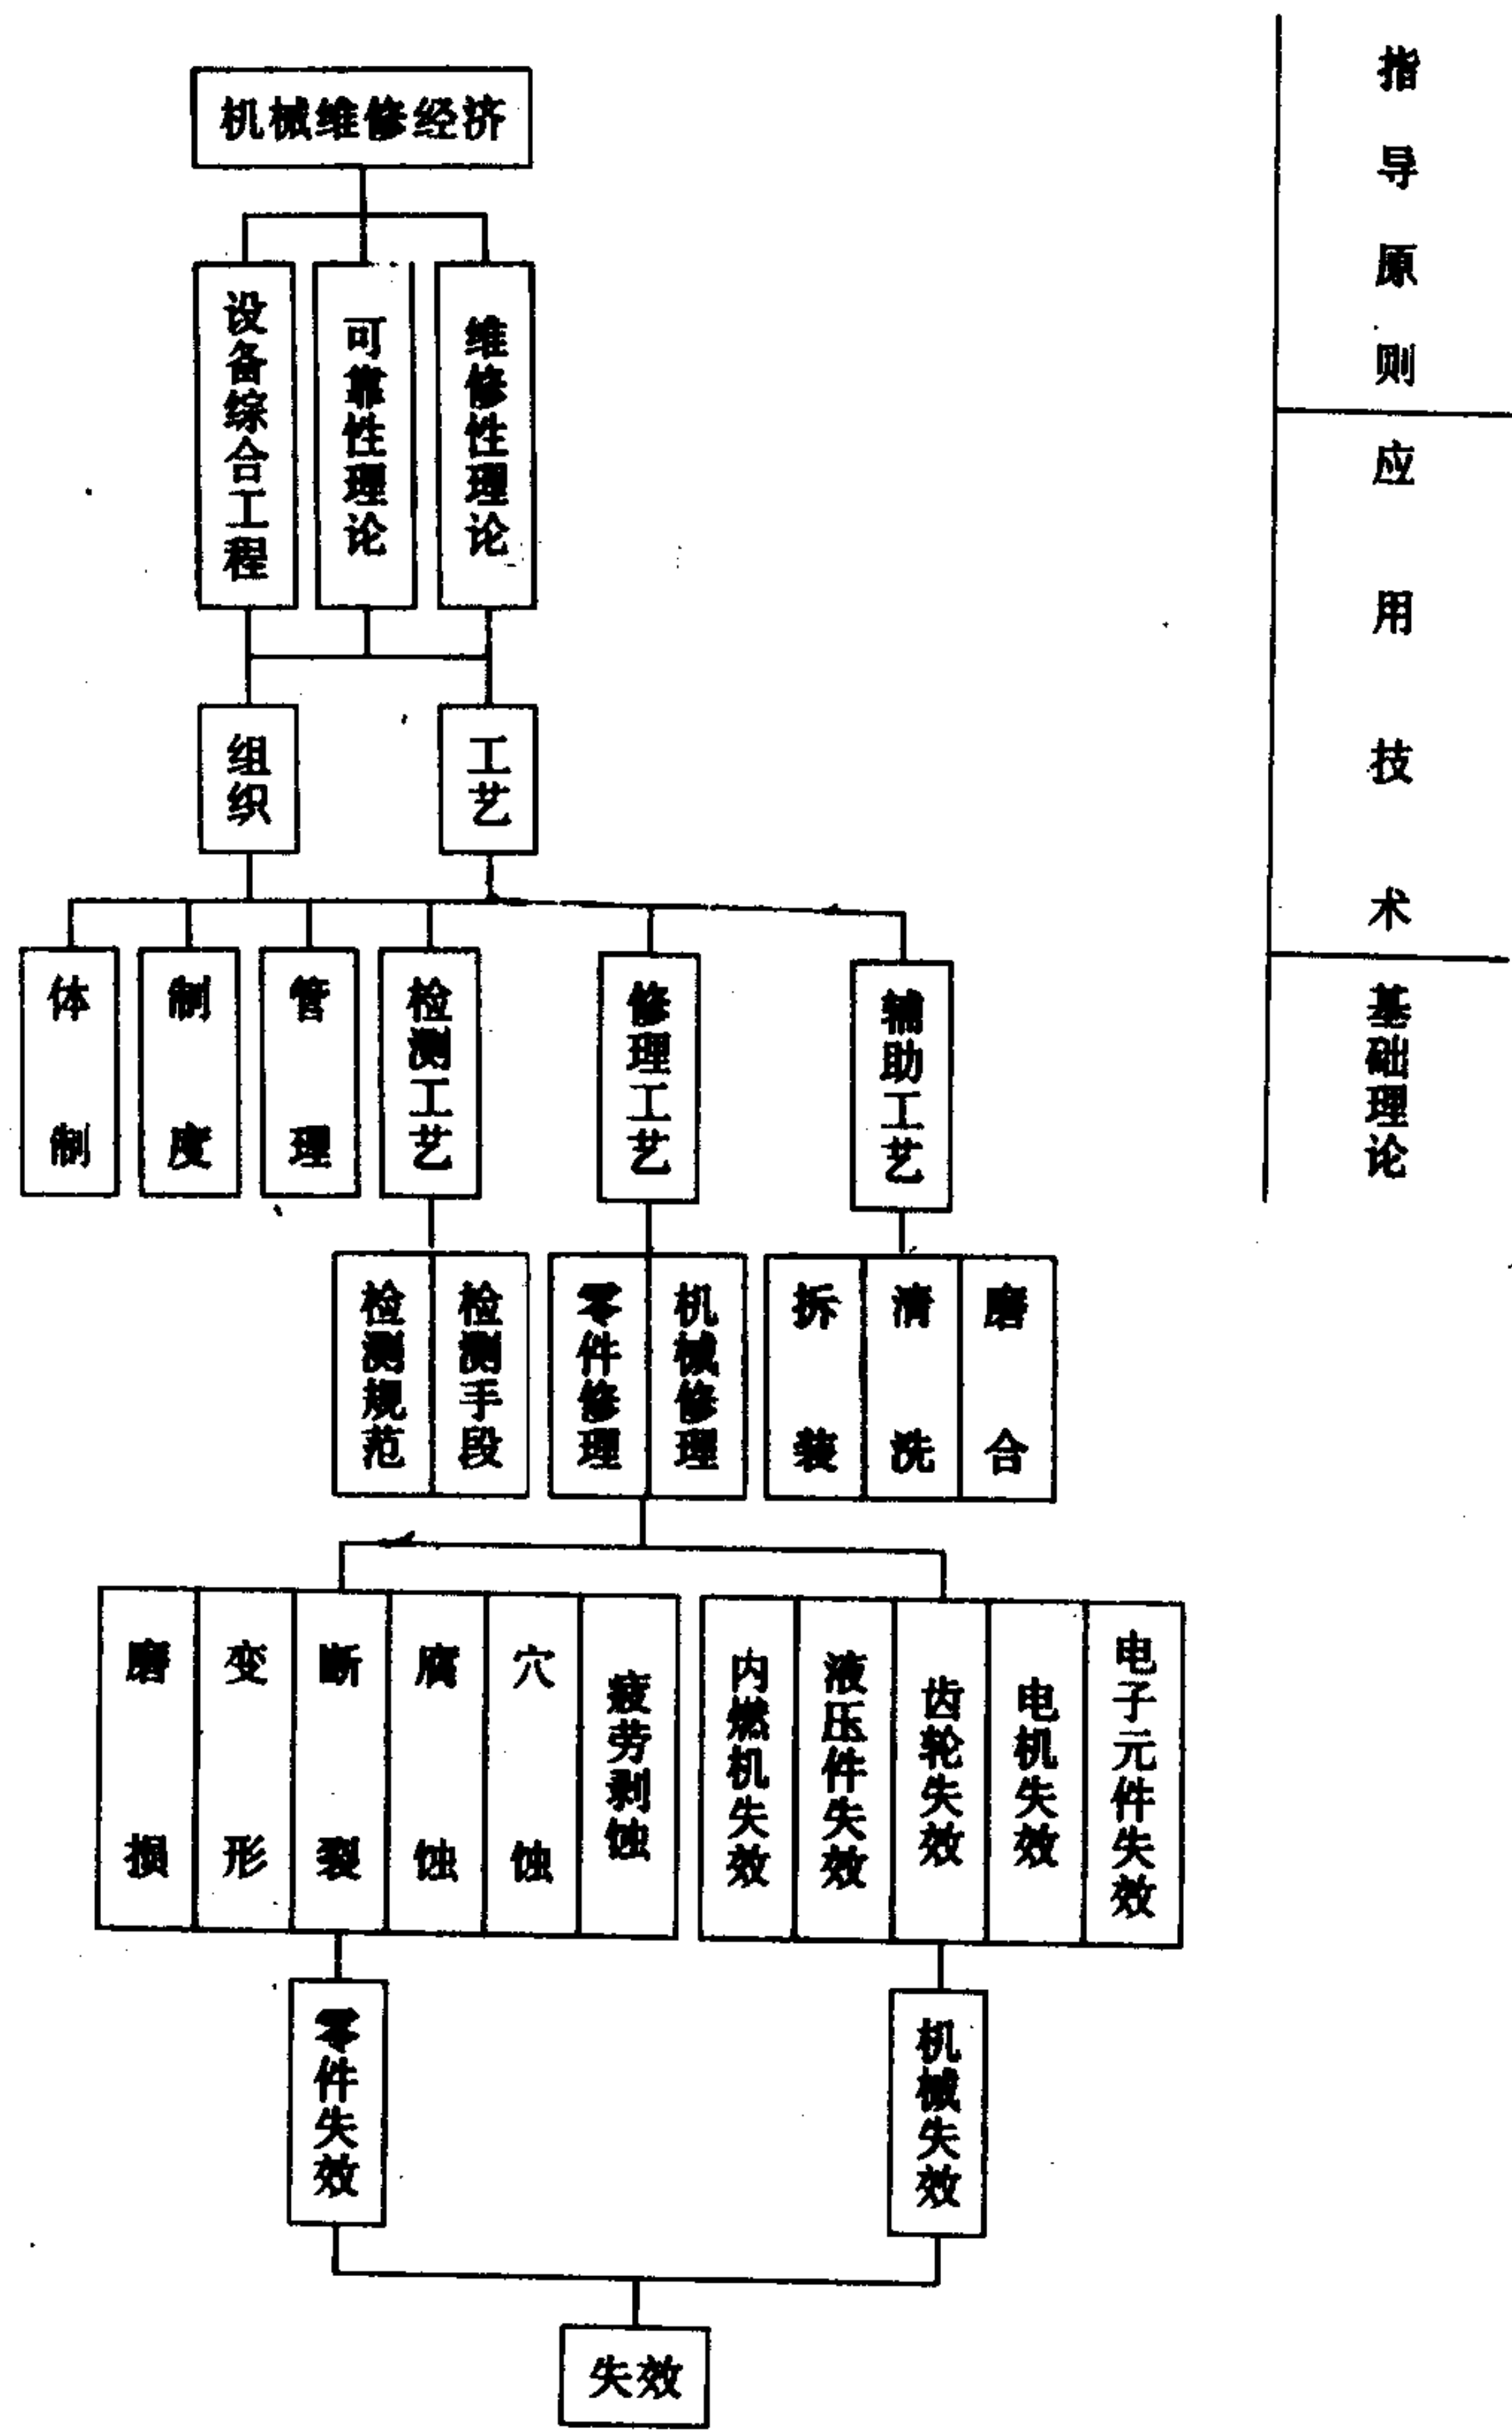 机械维修经济
设备综合工程
可靠性理论
维修性理论
组织
工艺
体制
制度
管理
检测工艺
修理工艺
辅助工艺
检测规范
检测手段
零件修理
机械修理
拆装
清洗
磨合
磨损
变形
断裂
腐蚀
穴蚀
疲劳剥蚀
内燃机失效
液压件失效
齿轮失效
电机失效
电子元件失效
零件失效
机械失效
失效
指导原则
应用技术
基础理论